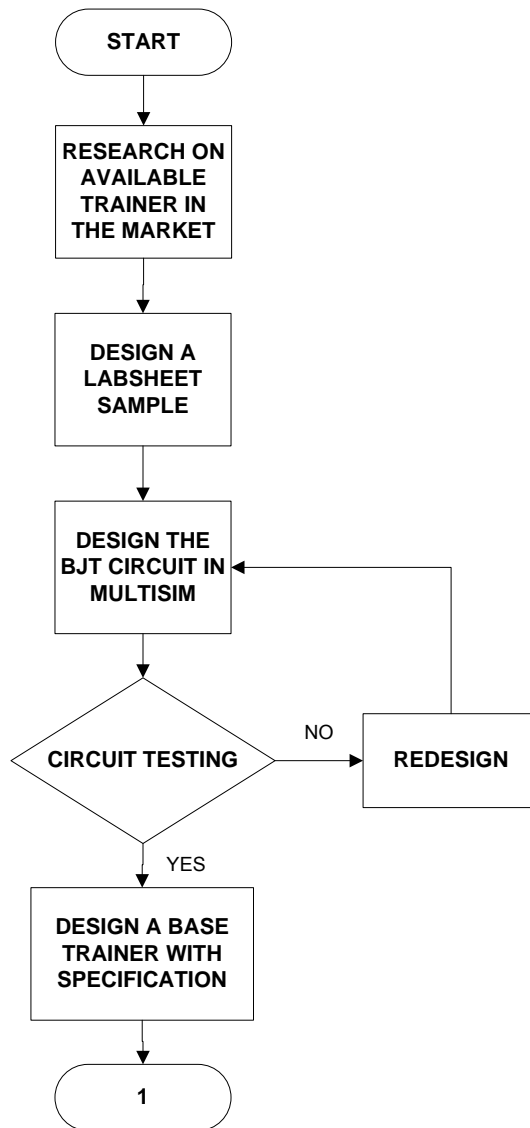 START
RESEARCH ON
AVAILABLE
TRAINER IN
THE MARKET
DESIGN A
LABSHEET
SAMPLE
DESIGN THE
BJT CIRCUIT IN
MULTISIM
CIRCUIT TESTING
NO
REDESIGN
YES
DESIGN A BASE
TRAINER WITH
SPECIFICATION
1